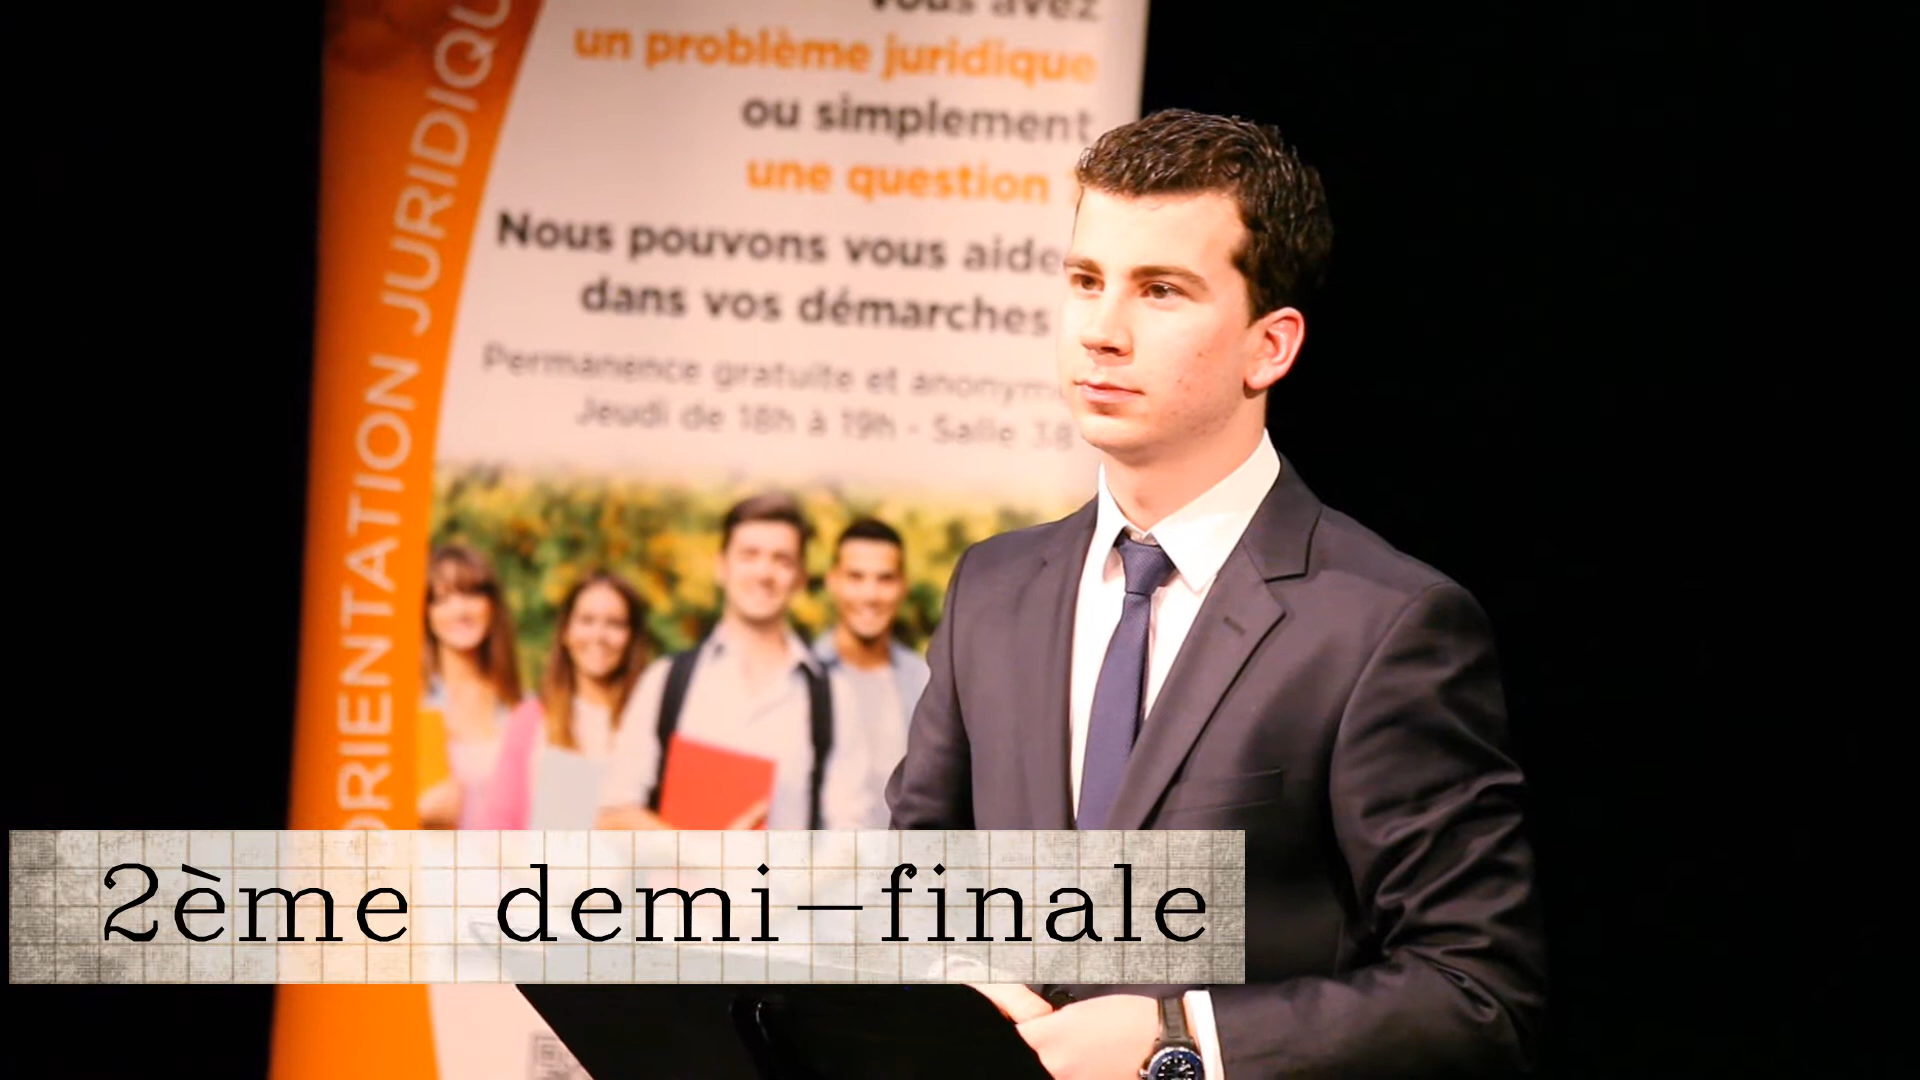 vous avez
un problème juridique
ou simplement
une question
Nous pouvons vous aide
dans vos démarches
Permanence gratuite et anonym
Jeudi de 18h à 19h - Salle
ORIENTATION JURIDIQU
2ème demi-finale